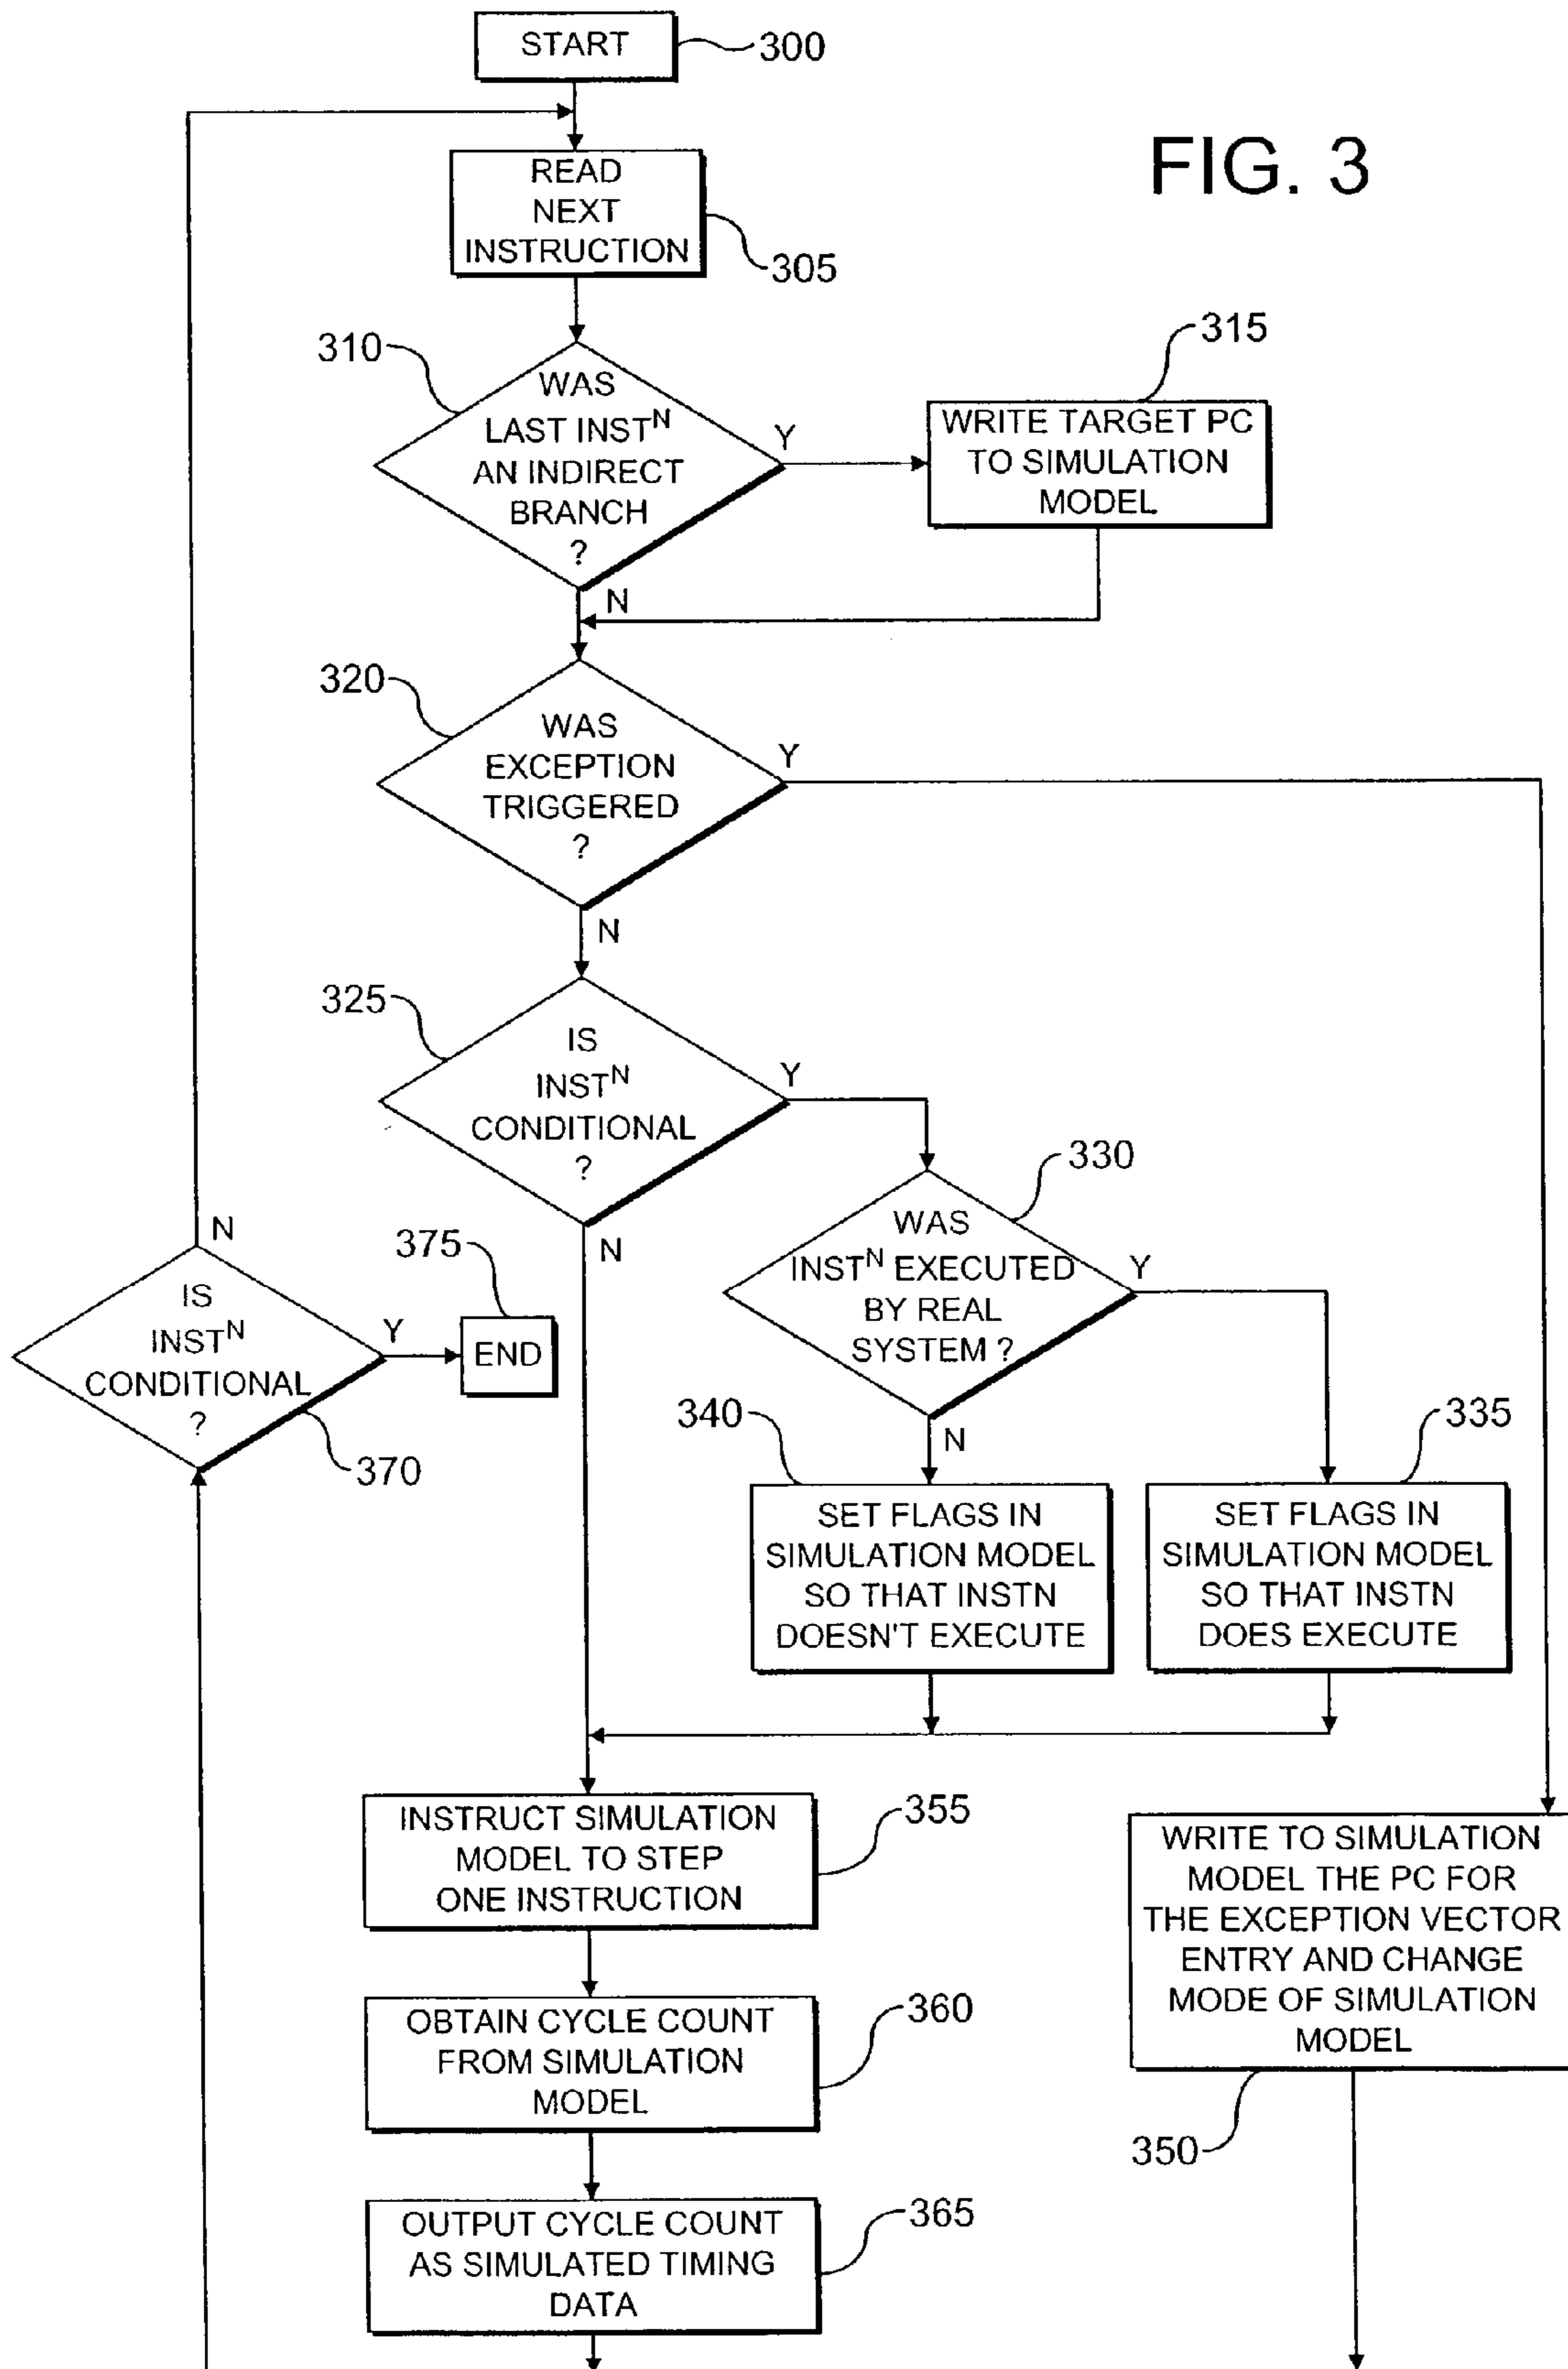 START
300
FIG. 3
READ
NEXT
INSTRUCTION
305
310
WAS
LAST INSTᴺ
AN INDIRECT
BRANCH
?
Y
N
315
WRITE TARGET PC
TO SIMULATION
MODEL
320
WAS
EXCEPTION
TRIGGERED
?
Y
N
325
IS
INSTᴺ
CONDITIONAL
?
Y
N
330
WAS
INSTᴺ EXECUTED
BY REAL
SYSTEM ?
Y
N
N
IS
INSTᴺ
CONDITIONAL
?
Y
370
375
END
340
SET FLAGS IN
SIMULATION MODEL
SO THAT INSTN
DOESN'T EXECUTE
335
SET FLAGS IN
SIMULATION MODEL
SO THAT INSTN
DOES EXECUTE
INSTRUCT SIMULATION
MODEL TO STEP
ONE INSTRUCTION
355
WRITE TO SIMULATION
MODEL THE PC FOR
THE EXCEPTION VECTOR
ENTRY AND CHANGE
MODE OF SIMULATION
MODEL
350
OBTAIN CYCLE COUNT
FROM SIMULATION
MODEL
360
OUTPUT CYCLE COUNT
AS SIMULATED TIMING
DATA
365